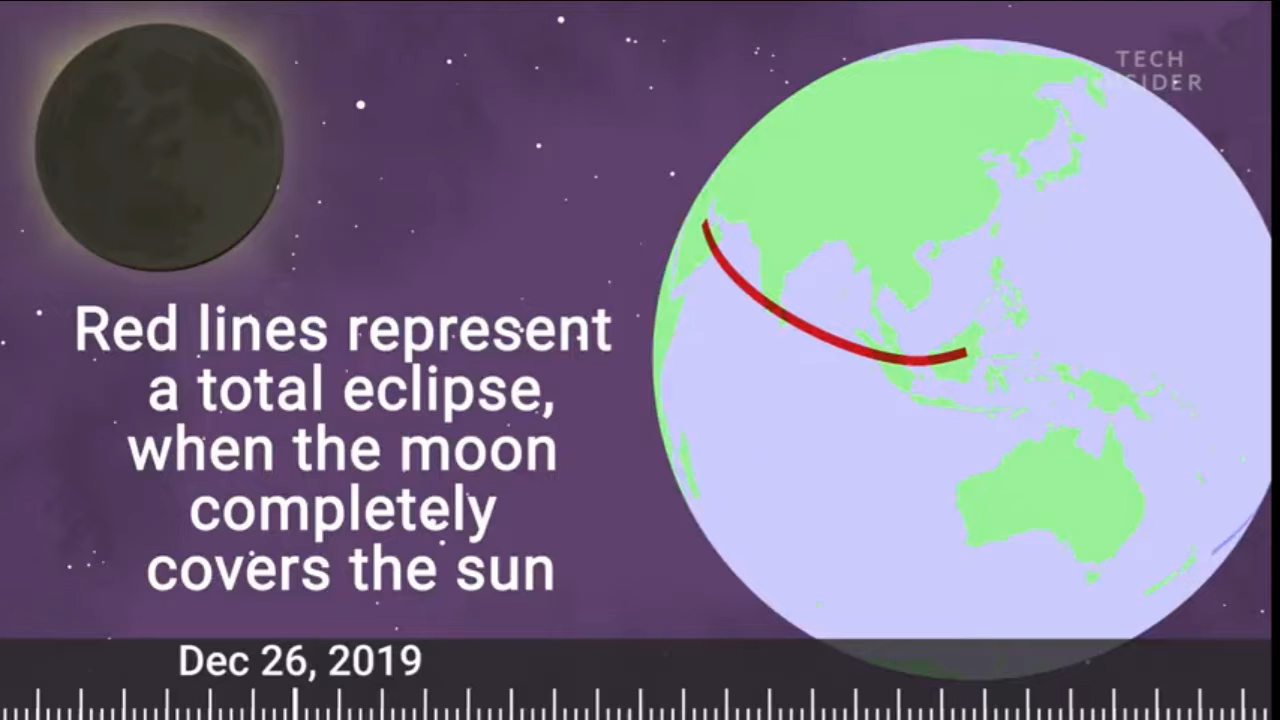 TECH
INSIDER
Red lines represent
a total eclipse,
when the moon
completely
covers the sun
Dec 26, 2019